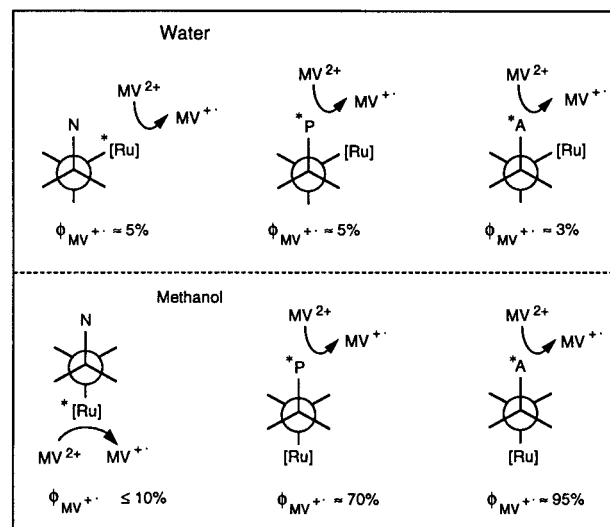 Water
MV²⁺ MV⁺·
N
*[Ru]
ϕMV⁺· ≈ 5%
MV²⁺ MV⁺·
*P
[Ru]
ϕMV⁺· ≈ 5%
MV²⁺ MV⁺·
*A
[Ru]
ϕMV⁺· ≈ 3%
Methanol
N
*[Ru]
MV²⁺ MV⁺·
ϕMV⁺· ≤ 10%
MV²⁺ MV⁺·
*P
[Ru]
ϕMV⁺· ≈ 70%
MV²⁺ MV⁺·
*A
[Ru]
ϕMV⁺· ≈ 95%